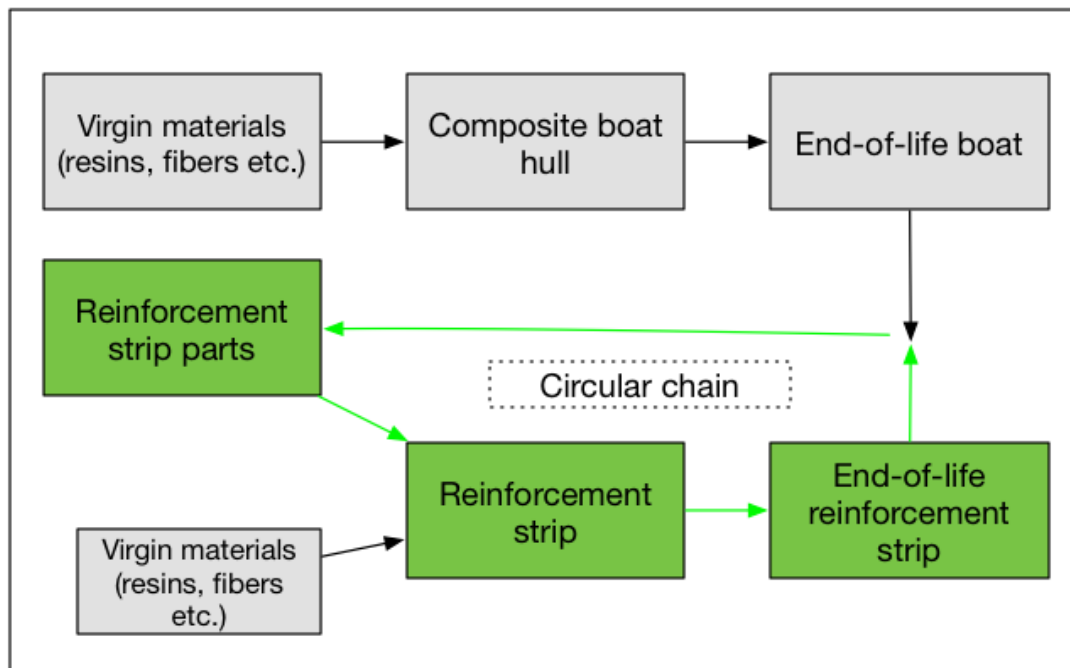 Virgin materials
(resins, fibers etc.)
Composite boat
hull
End-of-life boat
Reinforcement
strip parts
Circular chain
Reinforcement
strip
End-of-life
reinforcement
strip
Virgin materials
(resins, fibers
etc.)